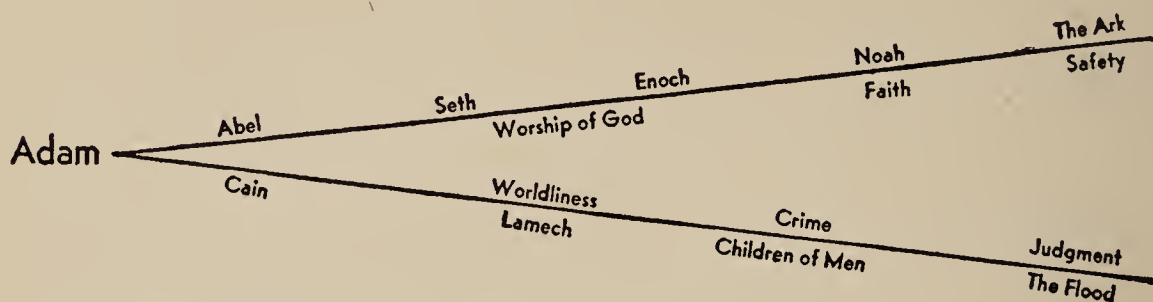 Adam
Abel
Seth
Enoch
Noah
The Ark
Worship of God
Faith
Safety
Cain
Worldliness
Lamech
Crime
Children of Men
Judgment
The Flood